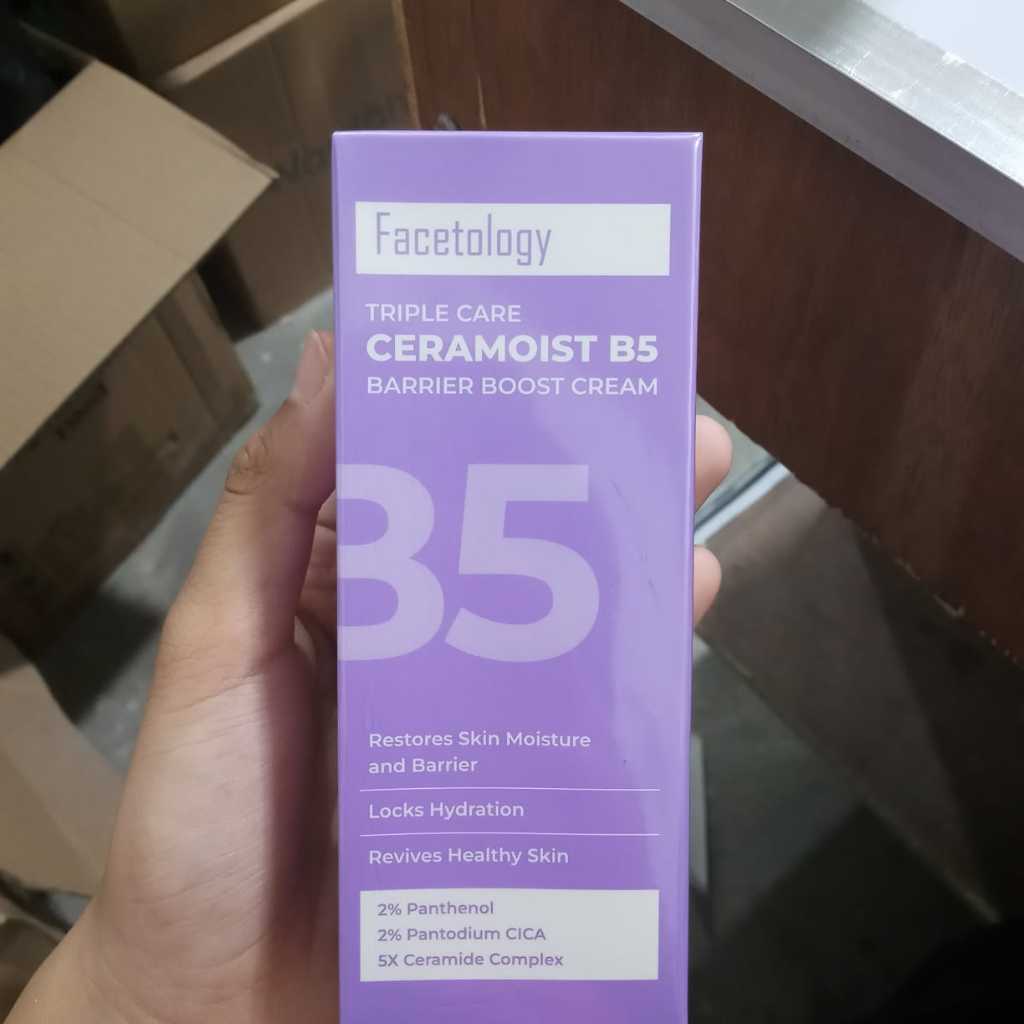 Facetology
TRIPLE CARE
CERAMOIST B5
BARRIER BOOST CREAM
B5
Restores Skin Moisture
and Barrier
Locks Hydration
Revives Healthy Skin
2% Panthenol
2% Pantodium CICA
5X Ceramide Complex